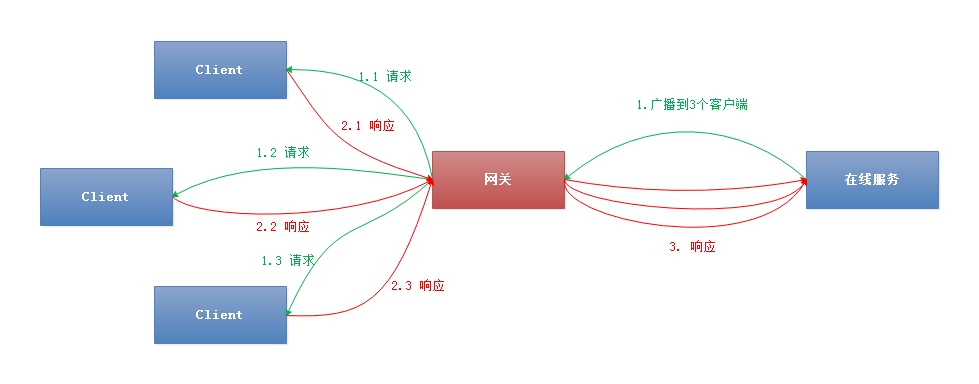 Client
1.1 请求
2.1 响应
1.广播到3个客户端
1.2 请求
Client
网关
在线服务
2.2 响应
3. 响应
1.3 请求
2.3 响应
Client